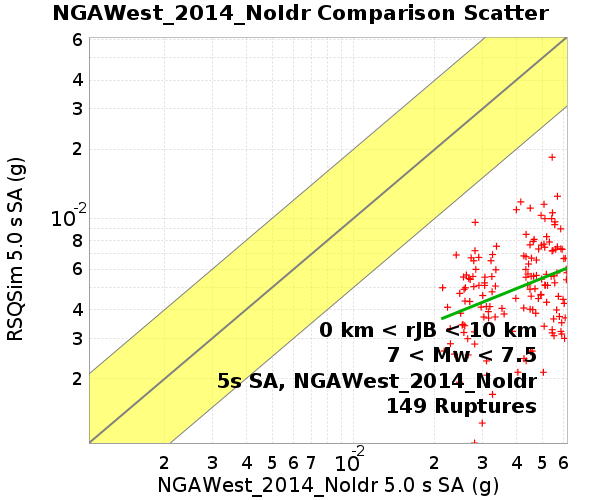 NGAWest_2014_NoIdr Comparison Scatter
RSQSim 5.0 s SA (g)
6
4
3
2
10-2
8
6
4
3
2
0 km < rJB < 10 km
7 < Mw < 7.5
5s SA, NGAWest_2014_NoIdr
149 Ruptures
2 3 4 5 6 7 10-2 2 3 4 5 6
NGAWest_2014_NoIdr 5.0 s SA (g)